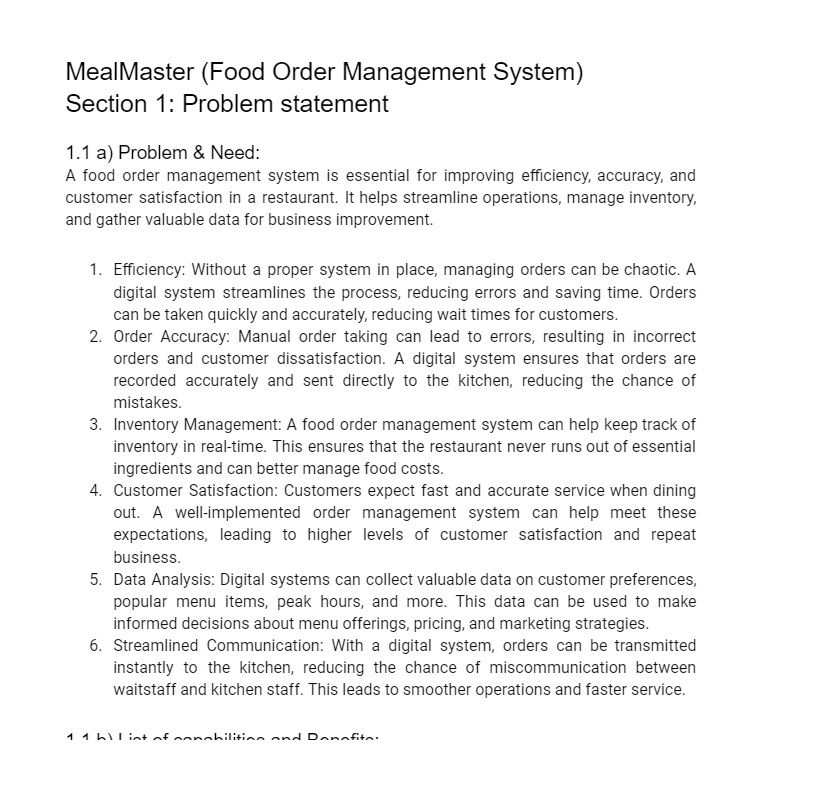 MealMaster (Food Order Management System)
Section 1: Problem statement
1.1 a) Problem & Need:
A food order management system is essential for improving efficiency, accuracy, and
customer satisfaction in a restaurant. It helps streamline operations, manage inventory,
and gather valuable data for business improvement.
1. Efficiency: Without a proper system in place, managing orders can be chaotic. A
digital system streamlines the process, reducing errors and saving time. Orders
can be taken quickly and accurately, reducing wait times for customers.
2. Order Accuracy: Manual order taking can lead to errors, resulting in incorrect
orders and customer dissatisfaction. A digital system ensures that orders are
recorded accurately and sent directly to the kitchen, reducing the chance of
mistakes.
3. Inventory Management: A food order management system can help keep track of
inventory in real-time. This ensures that the restaurant never runs out of essential
ingredients and can better manage food costs.
4. Customer Satisfaction: Customers expect fast and accurate service when dining
out. A well-implemented order management system can help meet these
expectations, leading to higher levels of customer satisfaction and repeat
business.
5. Data Analysis: Digital systems can collect valuable data on customer preferences,
popular menu items, peak hours, and more. This data can be used to make
informed decisions about menu offerings, pricing, and marketing strategies.
6. Streamlined Communication: With a digital system, orders can be transmitted
instantly to the kitchen, reducing the chance of miscommunication between
waitstaff and kitchen staff. This leads to smoother operations and faster service.
1.1 b) List of capabilities and Benefits: